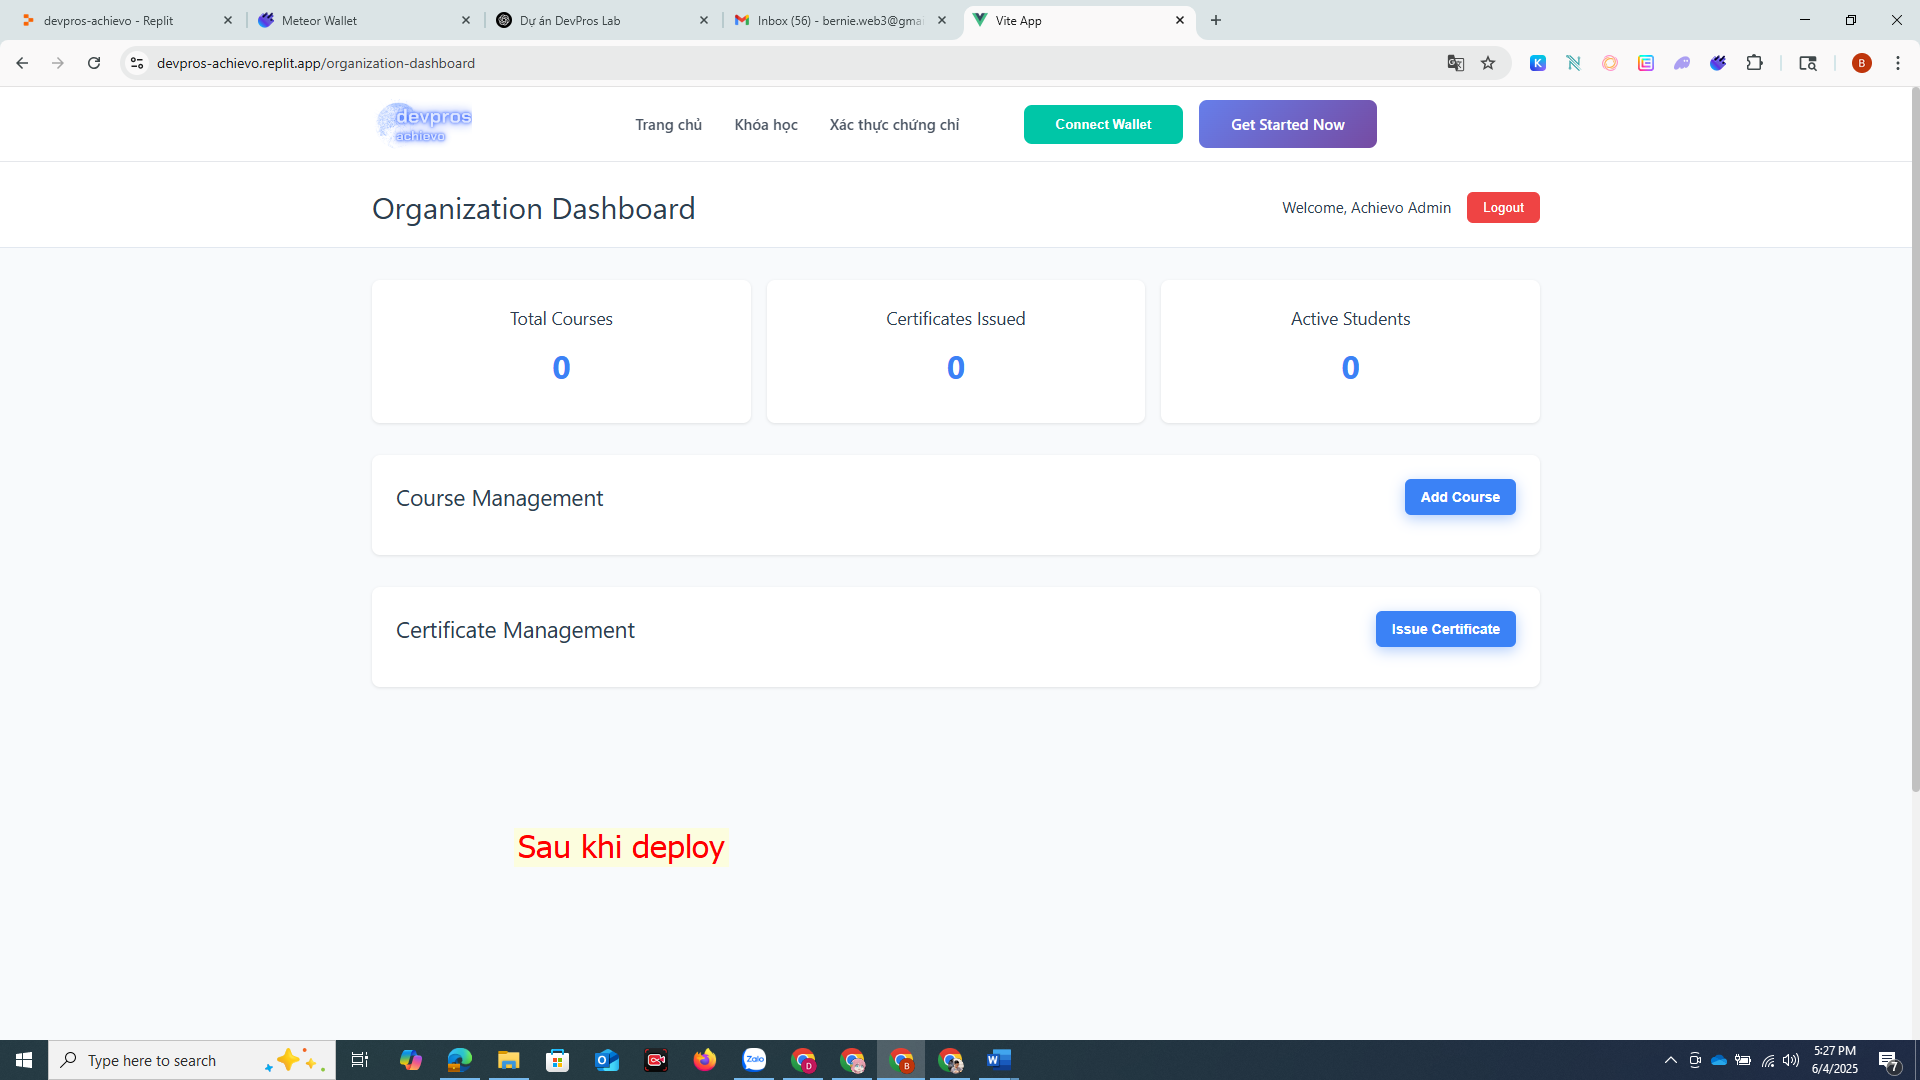 devpros-achievo - Replit
Meteor Wallet
Dự án DevPros Lab
Inbox (56) - bernie.web3@gmai
Vite App
devpros-achievo.replit.app/organization-dashboard
K
B
devpros
achievo
Trang chủ
Khóa học
Xác thực chứng chỉ
Connect Wallet
Get Started Now
Organization Dashboard
Welcome, Achievo Admin
Logout
Total Courses
0
Certificates Issued
0
Active Students
0
Course Management
Add Course
Certificate Management
Issue Certificate
Sau khi deploy
Type here to search
Zalo
D
B
W
5:27 PM
6/4/2025
7